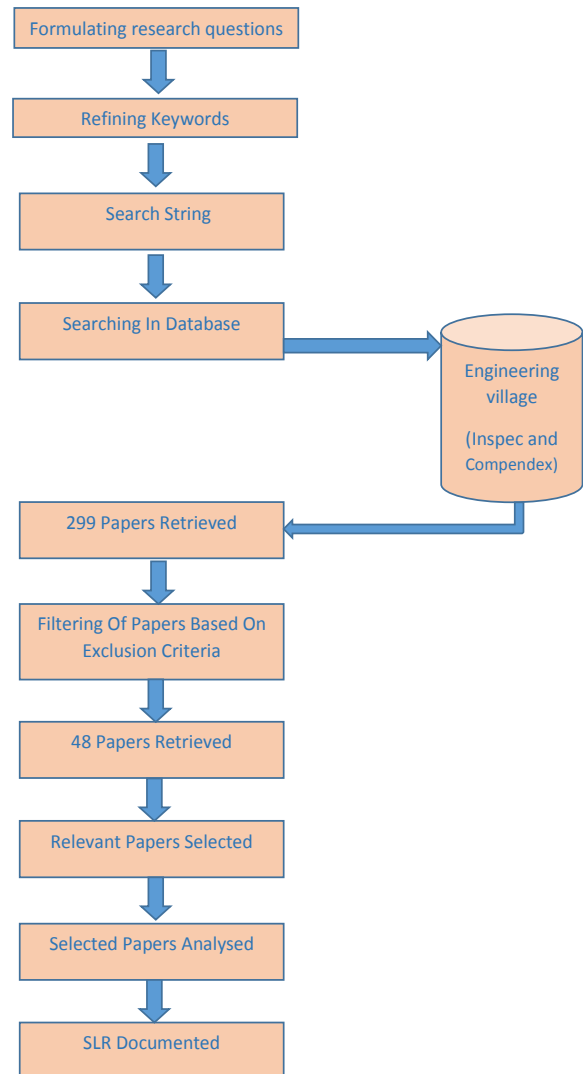 Formulating research questions
Refining Keywords
Search String
Searching In Database
Engineering
village
(Inspec and
Compendex)
299 Papers Retrieved
Filtering Of Papers Based On
Exclusion Criteria
48 Papers Retrieved
Relevant Papers Selected
Selected Papers Analysed
SLR Documented